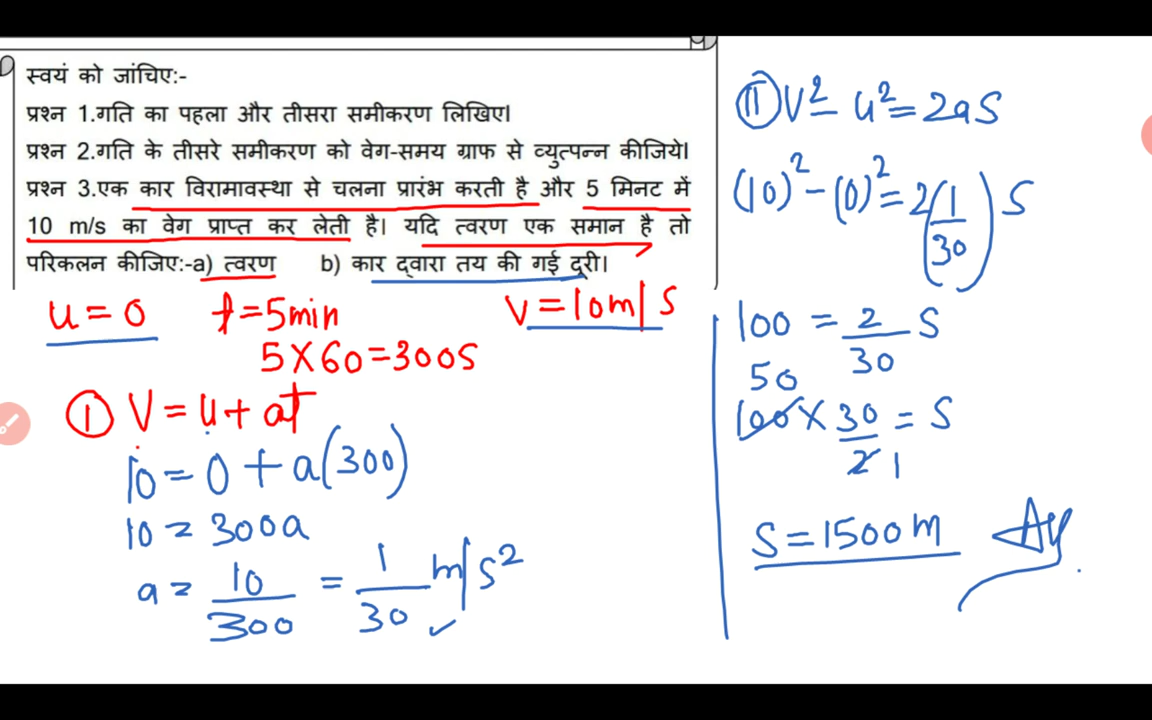 स्वयं को जांचिए:-
प्रश्न 1.गति का पहला और तीसरा समीकरण लिखिए।
प्रश्न 2.गति के तीसरे समीकरण को वेग-समय ग्राफ से व्युत्पन्न कीजिये।
प्रश्न 3.एक कार विरामावस्था से चलना प्रारंभ करती है और 5 मिनट में
10 m/s का वेग प्राप्त कर लेती है। यदि त्वरण एक समान है तो
परिकलन कीजिए:-a) त्वरण b) कार द्वारा तय की गई दूरी।
u = 0 t = 5min v = 10m/s
5 X 60 = 300s
① V = u + at
10 = 0 + a(300)
10 = 300a
a = 10/300 = 1/30 m/s²
Ⅱ V² - u² = 2aS
(10)² - (0)² = 2(1/30) S
100 = 2/30 S
50
100 X 30/2 = S
1
S = 1500m